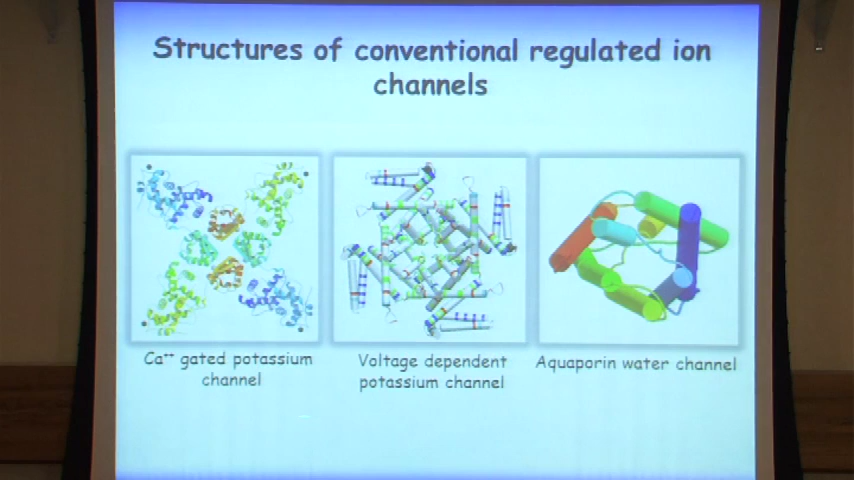 Structures of conventional regulated ion
channels
Ca⁺⁺ gated potassium
channel
Voltage dependent
potassium channel
Aquaporin water channel